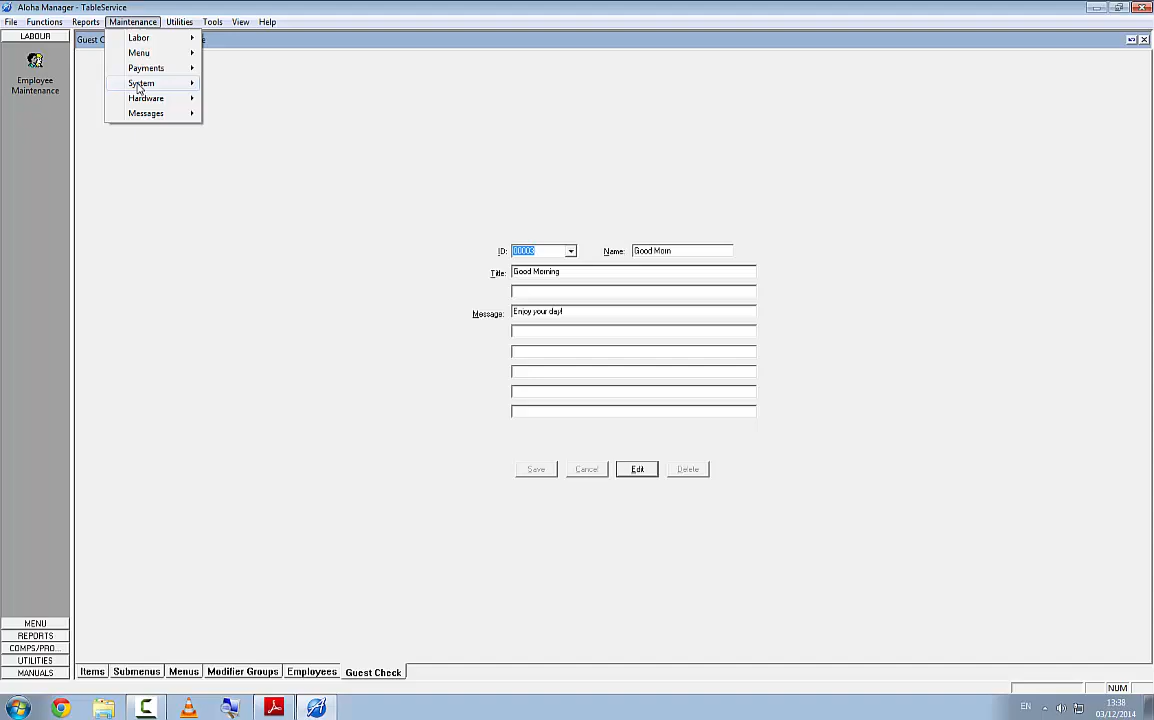 Aloha Manager - TableService
File Functions Reports Maintenance Utilities Tools View Help
LABOUR
Guest C
Labor
Menu
Payments
System
Hardware
Messages
Employee
Maintenance
ID: 00003 Name: Good Morn
Title: Good Morning
Message: Enjoy your day!
Save Cancel Edit Delete
MENU
REPORTS
COMPS/PRO...
UTILITIES
MANUALS
Items Submenus Menus Modifier Groups Employees Guest Check
NUM
EN
13:38
03/12/2014